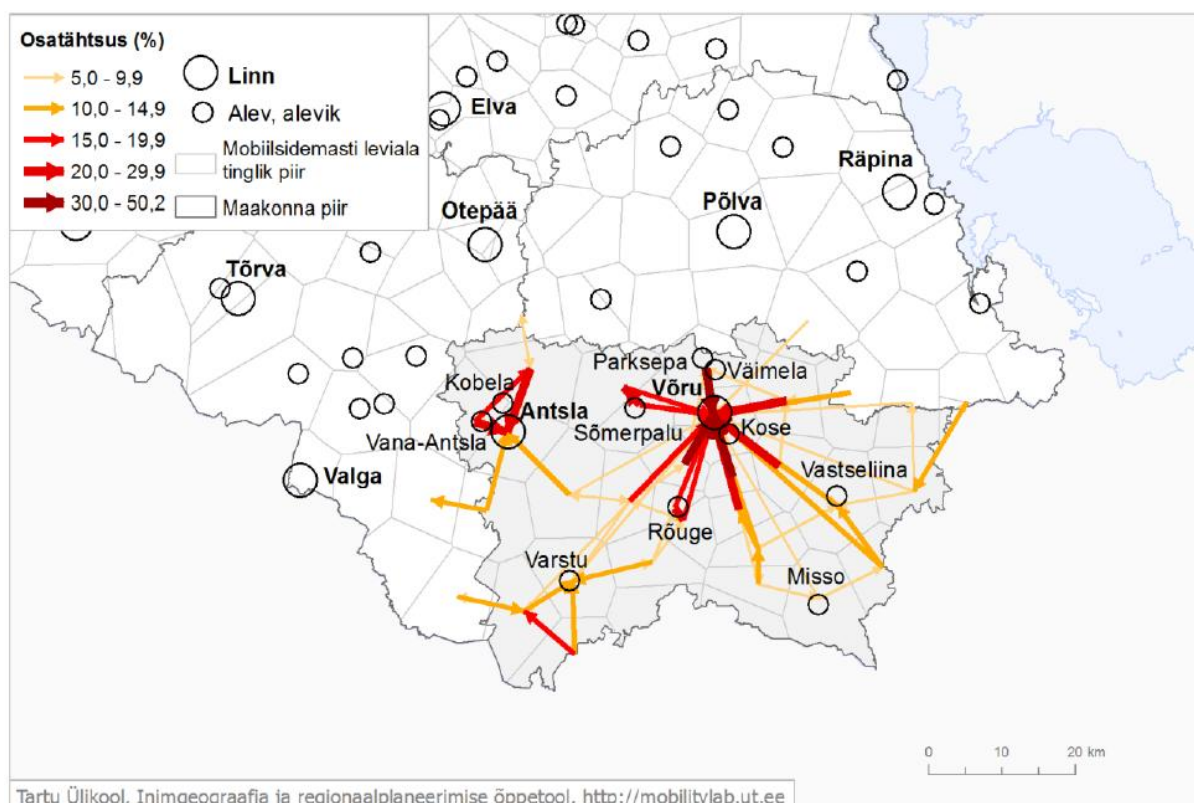 Osatähtsus (%)
5,0 - 9,9
10,0 - 14,9
15,0 - 19,9
20,0 - 29,9
30,0 - 50,2
Linn
Alev, alevik
Mobiilsidemasti leviala
tinglik piir
Maakonna piir
Elva
Räpina
Põlva
Otepää
Tõrva
Parksepa
Väimela
Võru
Kobela
Antsla
Sõmerpalu
Kose
Vana-Antsla
Valga
Vastseliina
Rõuge
Varstu
Misso
0 10 20 km
Tartu Ülikool, Inimgeograafia ja regionaalplaneerimise õppetool, http://mobilitylab.ut.ee